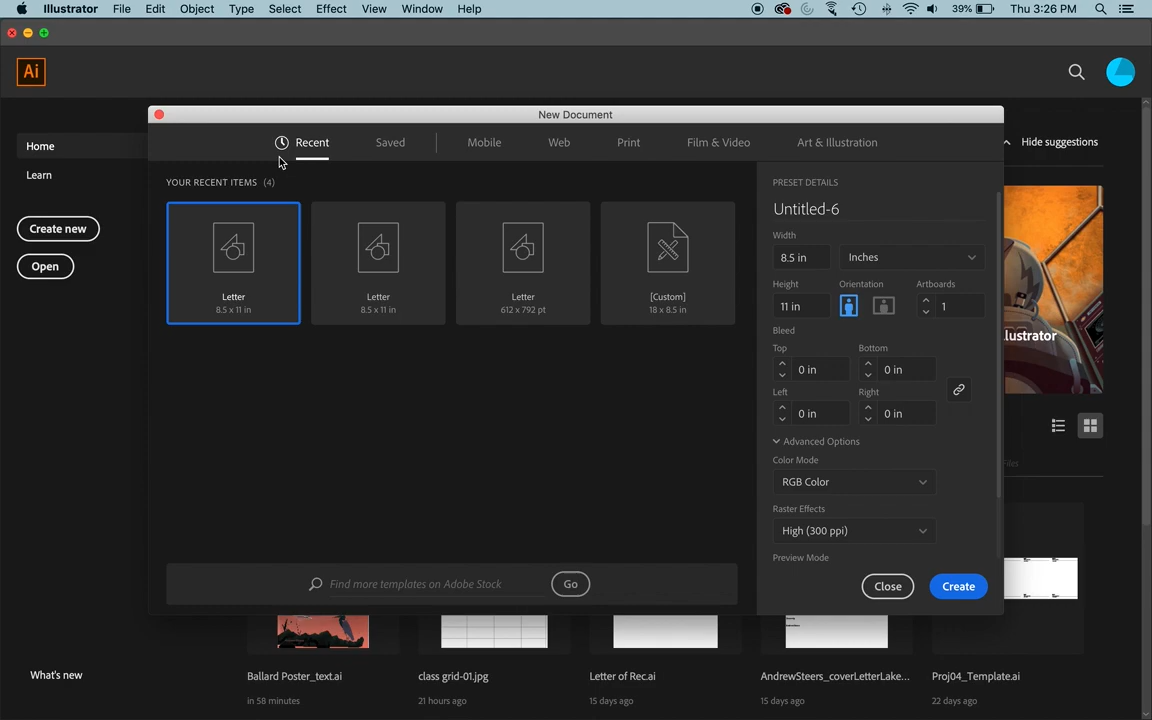 Illustrator File Edit Object Type Select Effect View Window Help 39% Thu 3:26 PM
Ai
New Document
Home
Learn
Create new
Open
Recent Saved Mobile Web Print Film & Video Art & Illustration
Hide suggestions
YOUR RECENT ITEMS (4)
Letter
8.5 x 11 in
Letter
8.5 x 11 in
Letter
612 x 792 pt
[Custom]
18 x 8.5 in
PRESET DETAILS
Untitled-6
Width
8.5 in Inches
Height Orientation Artboards
11 in 1
Bleed
Top Bottom
0 in 0 in
Left Right
0 in 0 in
Advanced Options
Color Mode
RGB Color
Raster Effects
High (300 ppi)
Preview Mode
Find more templates on Adobe Stock Go
Close Create
lustrator
What's new
Ballard Poster_text.ai
in 58 minutes
class grid-01.jpg
21 hours ago
Letter of Rec.ai
15 days ago
AndrewSteers_coverLetterLake...
15 days ago
Proj04_Template.ai
22 days ago